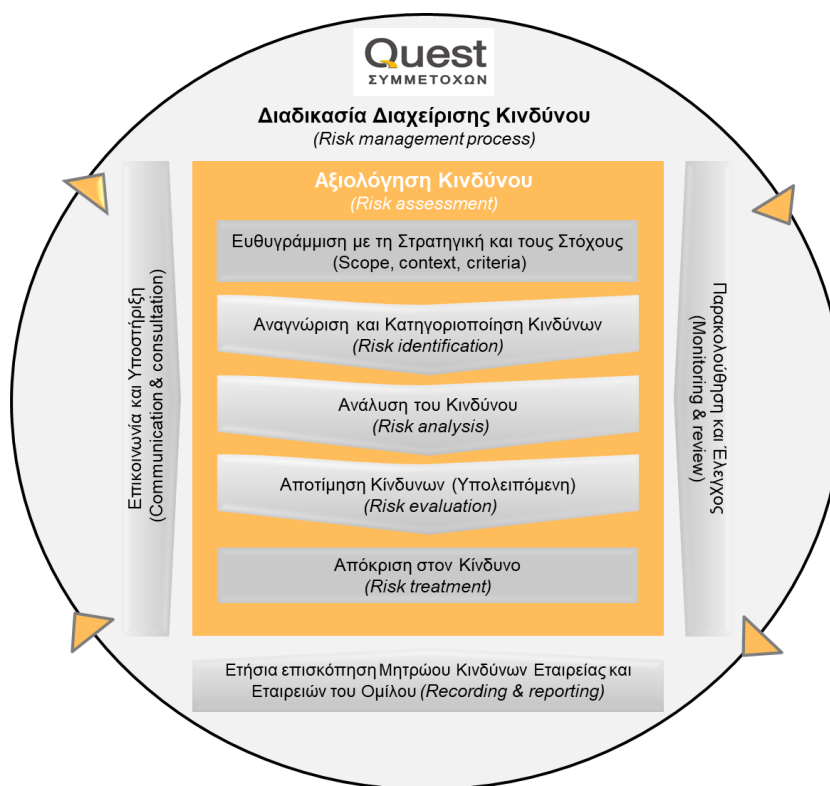 Quest
ΣΥΜΜΕΤΟΧΩΝ
Διαδικασία Διαχείρισης Κινδύνου
(Risk management process)
Αξιολόγηση Κινδύνου
(Risk assessment)
Ευθυγράμμιση με τη Στρατηγική και τους Στόχους
(Scope, context, criteria)
Αναγνώριση και Κατηγοριοποίηση Κινδύνων
(Risk identification)
Ανάλυση του Κινδύνου
(Risk analysis)
Αποτίμηση Κίνδυνων (Υπολειπόμενη)
(Risk evaluation)
Απόκριση στον Κίνδυνο
(Risk treatment)
Επικοινωνία και Υποστήριξη
(Communication & consultation)
Παρακολούθηση και Έλεγχος
(Monitoring & review)
Ετήσια επισκόπηση Μητρώου Κινδύνων Εταιρείας και
Εταιρειών του Ομίλου (Recording & reporting)